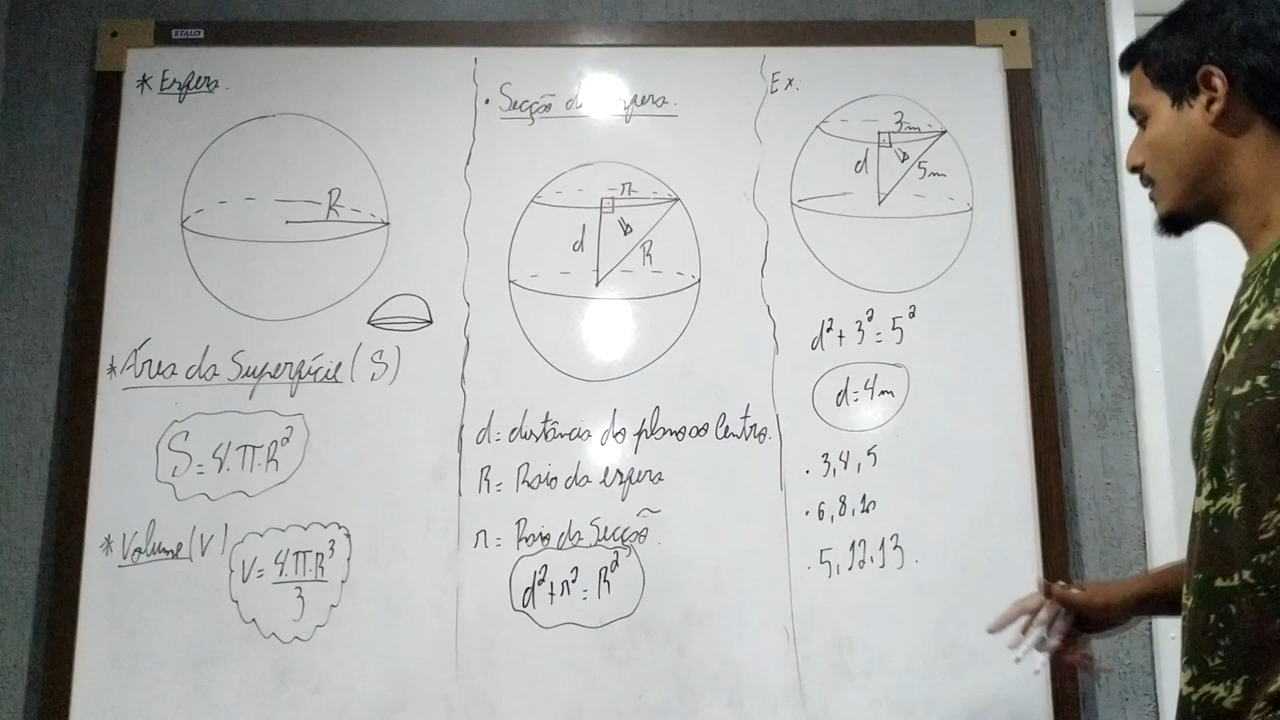 STALO
* Esfera.
R
* Área da Superfície (S)
S = 4.π.R²
* Volume (V)
V = 4.π.R³
3
• Secção d
r
d
R
d = distância do plano ao Centro.
R = Raio da esfera
r = Raio da Secção
d² + r² = R²
Ex:
3m
d
5m
d² + 3² = 5²
d = 4m
• 3, 4, 5
• 6, 8, 10
• 5, 12, 13.